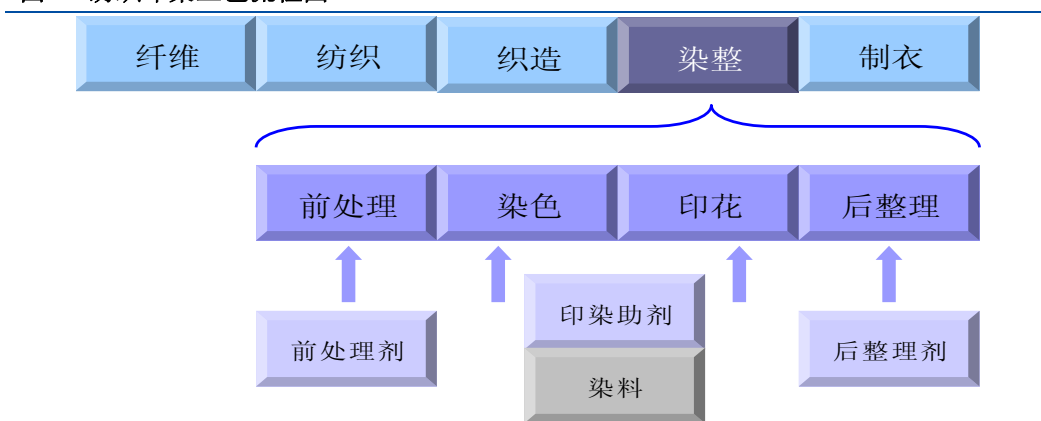 纤维 纺织 织造 染整 制衣
前处理 染色 印花 后整理
印染助剂
前处理剂 后整理剂
染料